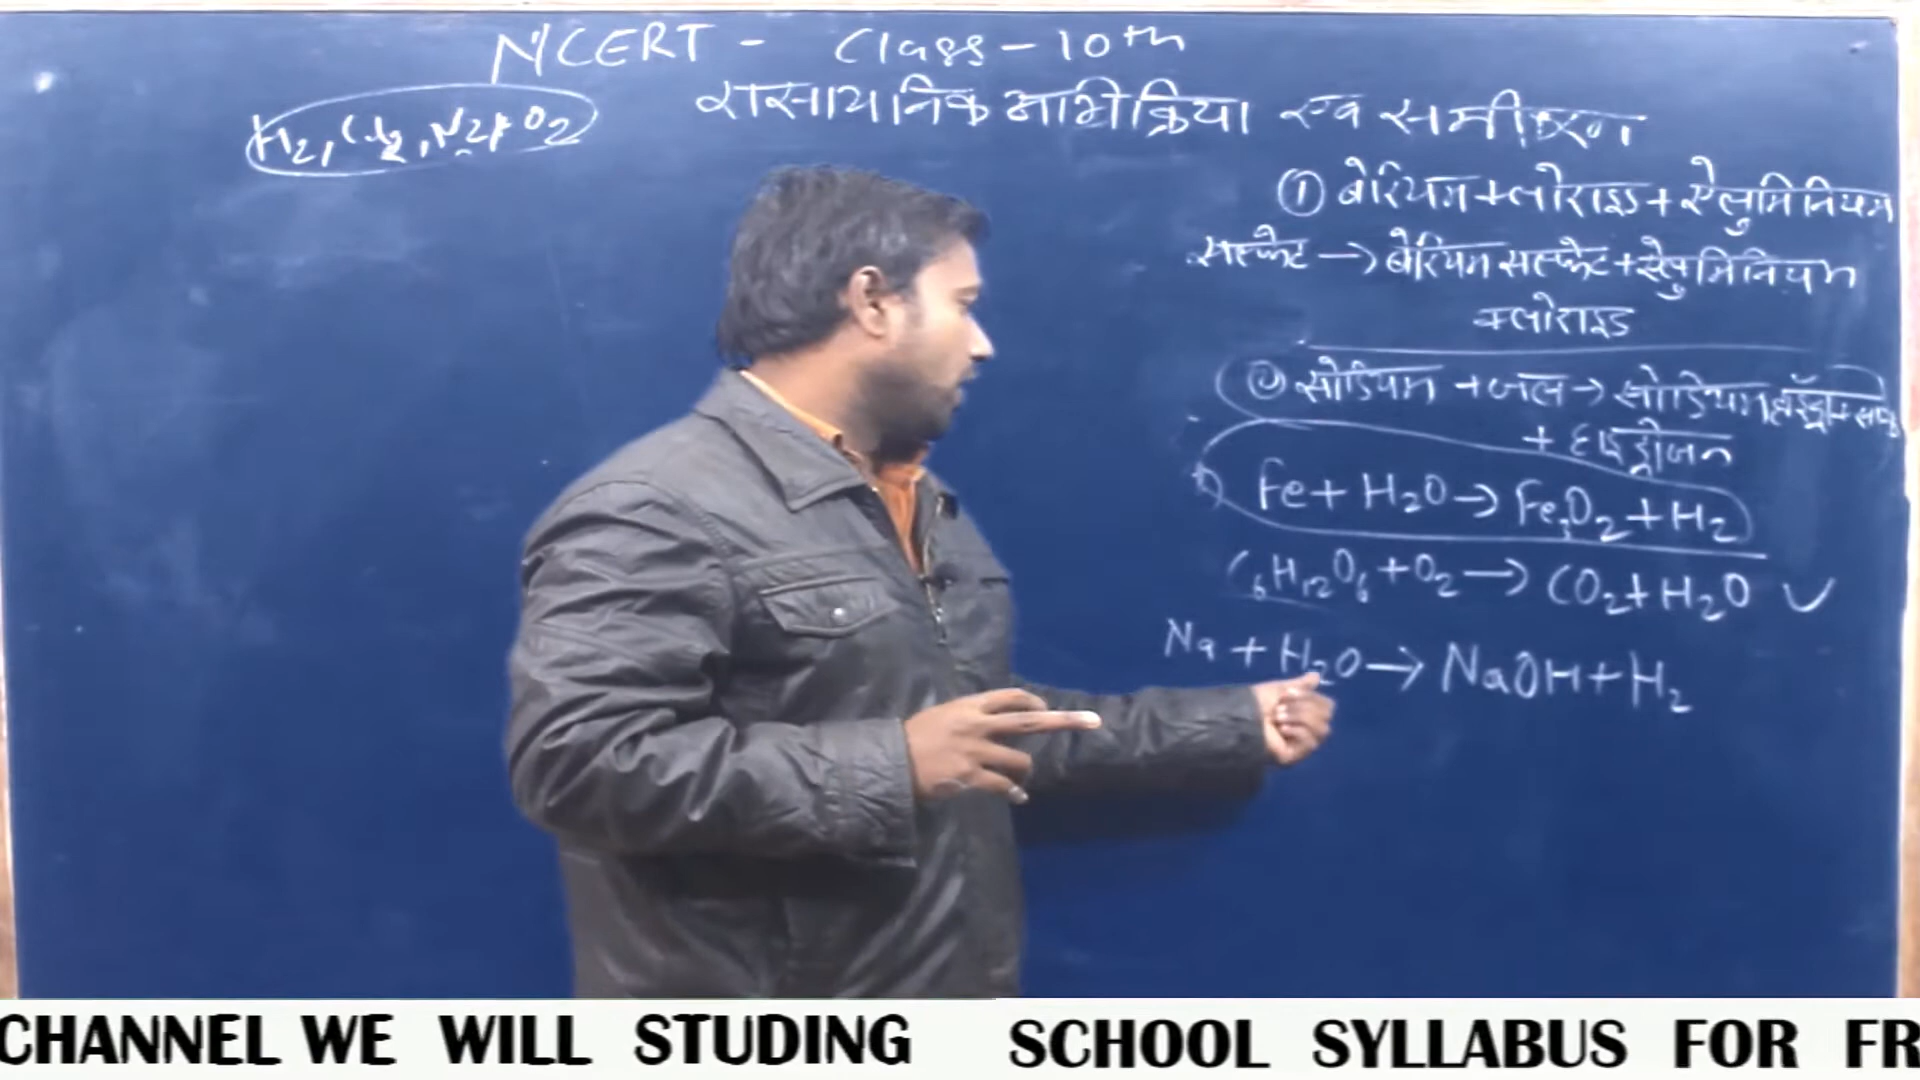 NCERT - Class - 10th
रासायनिक अभिक्रिया एवं समीकरण
H2, Cl2, N2, O2
① बेरियम क्लोराइड + ऐलुमिनियम
सल्फेट → बेरियम सल्फेट + ऐलुमिनियम
क्लोराइड
② सोडियम + जल → सोडियम हाइड्रॉक्साइड
+ हाइड्रोजन
Fe + H2O → Fe3O2 + H2
C6H12O6 + O2 → CO2 + H2O ✓
Na + H2O → NaOH + H2
CHANNEL WE WILL STUDING SCHOOL SYLLABUS FOR FR